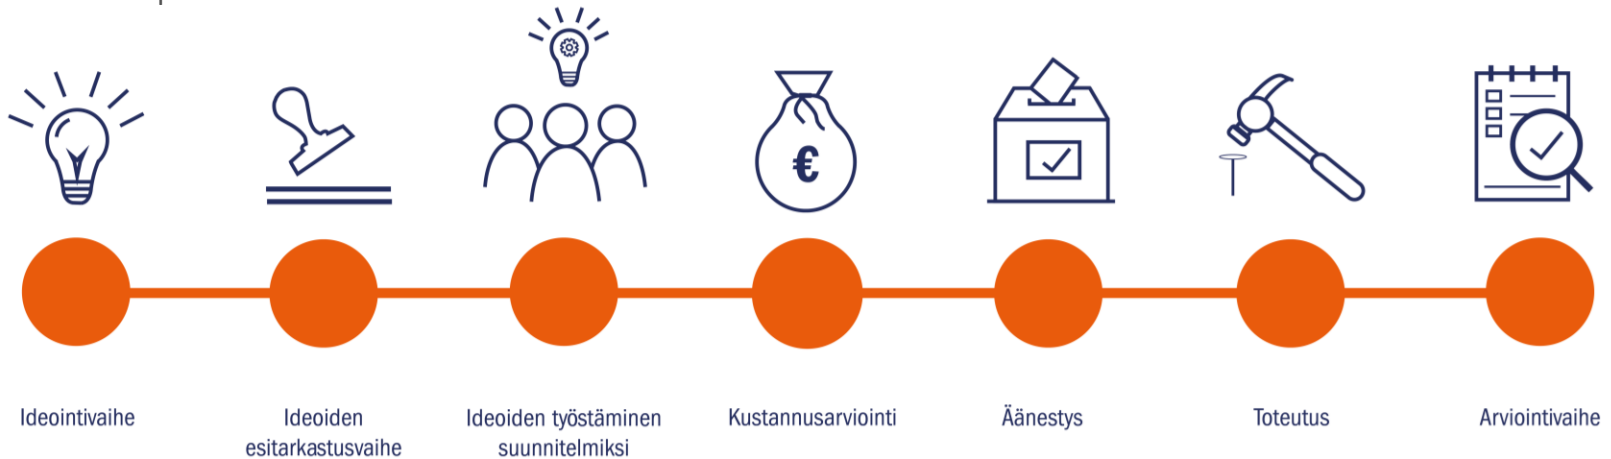 €
Ideointivaihe
Ideoiden
esitarkastusvaihe
Ideoiden työstäminen
suunnitelmiksi
Kustannusarviointi
Äänestys
Toteutus
Arviointivaihe